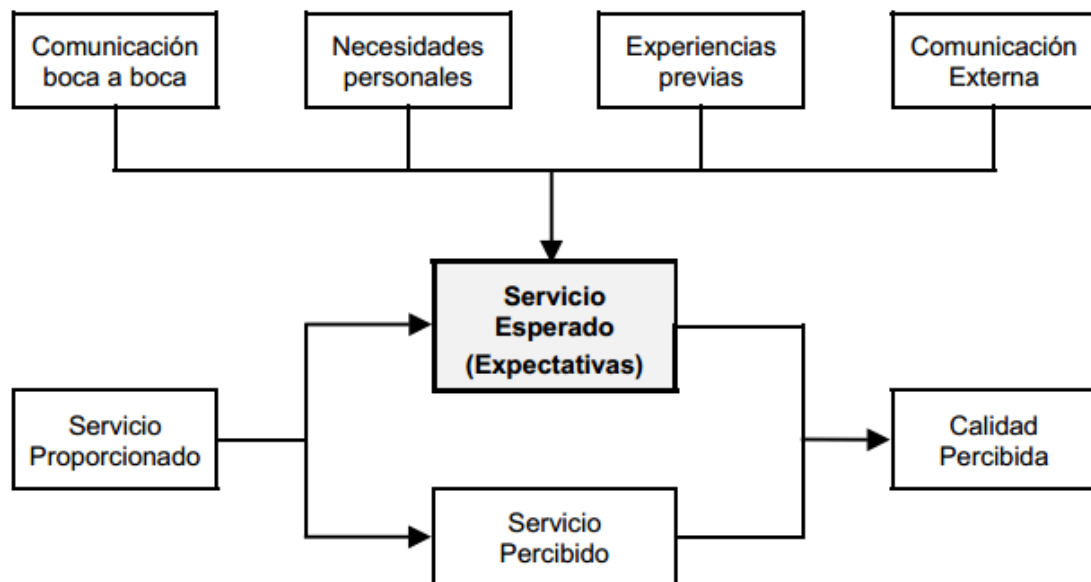 Comunicación
boca a boca
Necesidades
personales
Experiencias
previas
Comunicación
Externa
Servicio
Esperado
(Expectativas)
Servicio
Proporcionado
Calidad
Percibida
Servicio
Percibido